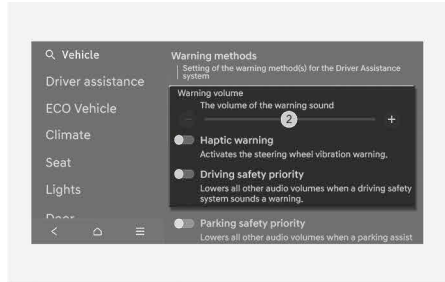 Vehicle
Driver assistance
ECO Vehicle
Climate
Seat
Lights
Door
Warning methods
Setting of the warning method(s) for the Driver Assistance
system
Warning volume
The volume of the warning sound
2
Haptic warning
Activates the steering wheel vibration warning.
Driving safety priority
Lowers all other audio volumes when a driving safety
system sounds a warning.
Parking safety priority
Lowers all other audio volumes when a parking assist